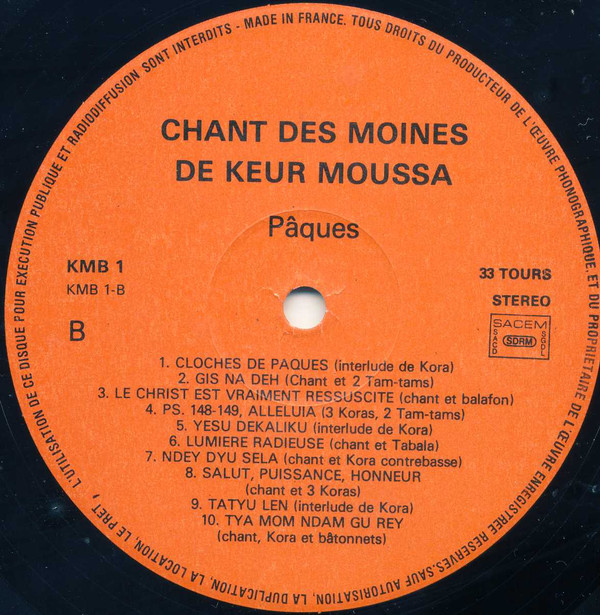 L'UTILISATION DE CE DISQUE POUR EXECUTION PUBLIQUE ET RADIODIFFUSION SONT INTERDITS - MADE IN FRANCE. TOUS DROITS DU PRODUCTEUR DE L'ŒUVRE PHONOGRAPHIQUE. ET DU PROPRIETAIRE DE L'ŒUVRE ENREGISTREE RESERVES. SAUF AUTORISATION, LA DUPLICATION, LA LOCATION, LE PRET,
CHANT DES MOINES
DE KEUR MOUSSA
Pâques
KMB 1
KMB 1-B
B
33 TOURS
STEREO
SACEM
SACD
SDRM
SGDL
1. CLOCHES DE PAQUES (interlude de Kora)
2. GIS NA DEH (Chant et 2 Tam-tams)
3. LE CHRIST EST VRAIMENT RESSUSCITE (chant et balafon)
4. PS. 148-149, ALLELUIA (3 Koras, 2 Tam-tams)
5. YESU DEKALIKU (interlude de Kora)
6. LUMIERE RADIEUSE (chant et Tabala)
7. NDEY DYU SELA (chant et Kora contrebasse)
8. SALUT, PUISSANCE, HONNEUR
(chant et 3 Koras)
9. TATYU LEN (interlude de Kora)
10. TYA MOM NDAM GU REY
(chant, Kora et bâtonnets)